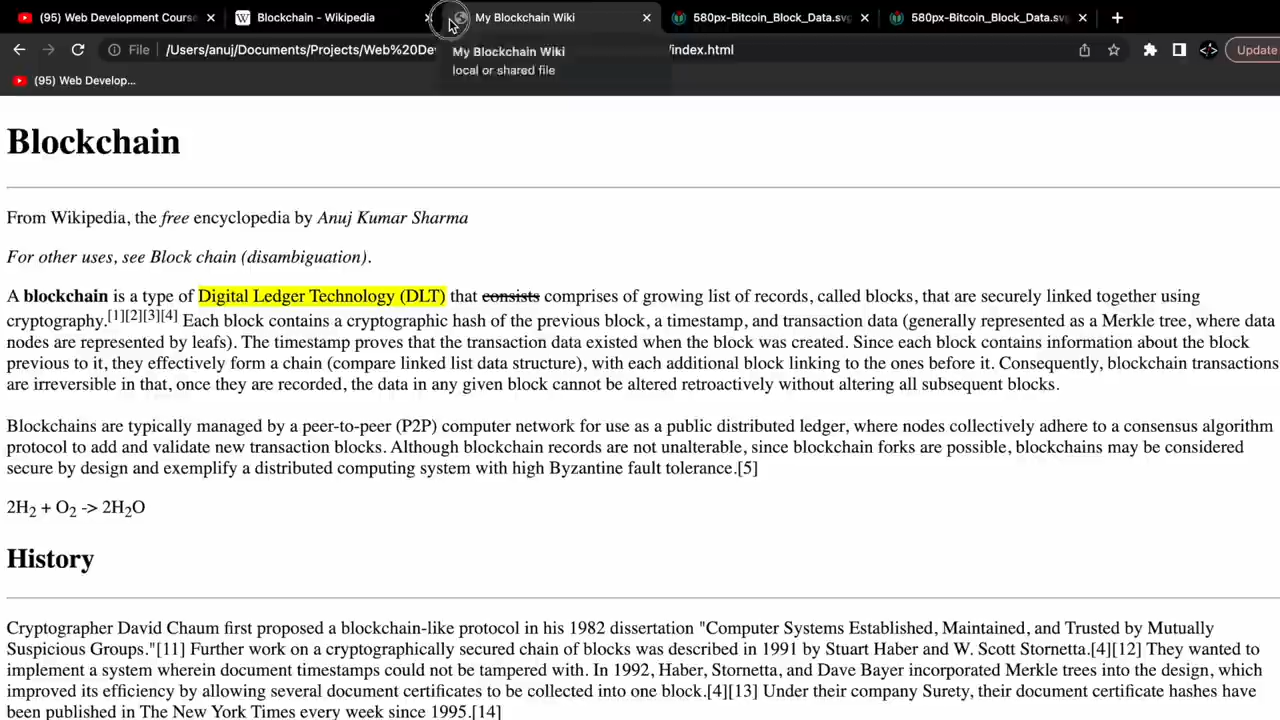 (95) Web Development Course
Blockchain - Wikipedia
My Blockchain Wiki
580px-Bitcoin_Block_Data.svg
580px-Bitcoin_Block_Data.svg
File
/Users/anuj/Documents/Projects/Web%20De
/index.html
Update
My Blockchain Wiki
local or shared file
(95) Web Develop...
Blockchain
From Wikipedia, the free encyclopedia by Anuj Kumar Sharma
For other uses, see Block chain (disambiguation).
A blockchain is a type of Digital Ledger Technology (DLT) that consists comprises of growing list of records, called blocks, that are securely linked together using
cryptography.[1][2][3][4] Each block contains a cryptographic hash of the previous block, a timestamp, and transaction data (generally represented as a Merkle tree, where data
nodes are represented by leafs). The timestamp proves that the transaction data existed when the block was created. Since each block contains information about the block
previous to it, they effectively form a chain (compare linked list data structure), with each additional block linking to the ones before it. Consequently, blockchain transactions
are irreversible in that, once they are recorded, the data in any given block cannot be altered retroactively without altering all subsequent blocks.
Blockchains are typically managed by a peer-to-peer (P2P) computer network for use as a public distributed ledger, where nodes collectively adhere to a consensus algorithm
protocol to add and validate new transaction blocks. Although blockchain records are not unalterable, since blockchain forks are possible, blockchains may be considered
secure by design and exemplify a distributed computing system with high Byzantine fault tolerance.[5]
2H2 + O2 -> 2H2O
History
Cryptographer David Chaum first proposed a blockchain-like protocol in his 1982 dissertation "Computer Systems Established, Maintained, and Trusted by Mutually
Suspicious Groups."[11] Further work on a cryptographically secured chain of blocks was described in 1991 by Stuart Haber and W. Scott Stornetta.[4][12] They wanted to
implement a system wherein document timestamps could not be tampered with. In 1992, Haber, Stornetta, and Dave Bayer incorporated Merkle trees into the design, which
improved its efficiency by allowing several document certificates to be collected into one block.[4][13] Under their company Surety, their document certificate hashes have
been published in The New York Times every week since 1995.[14]